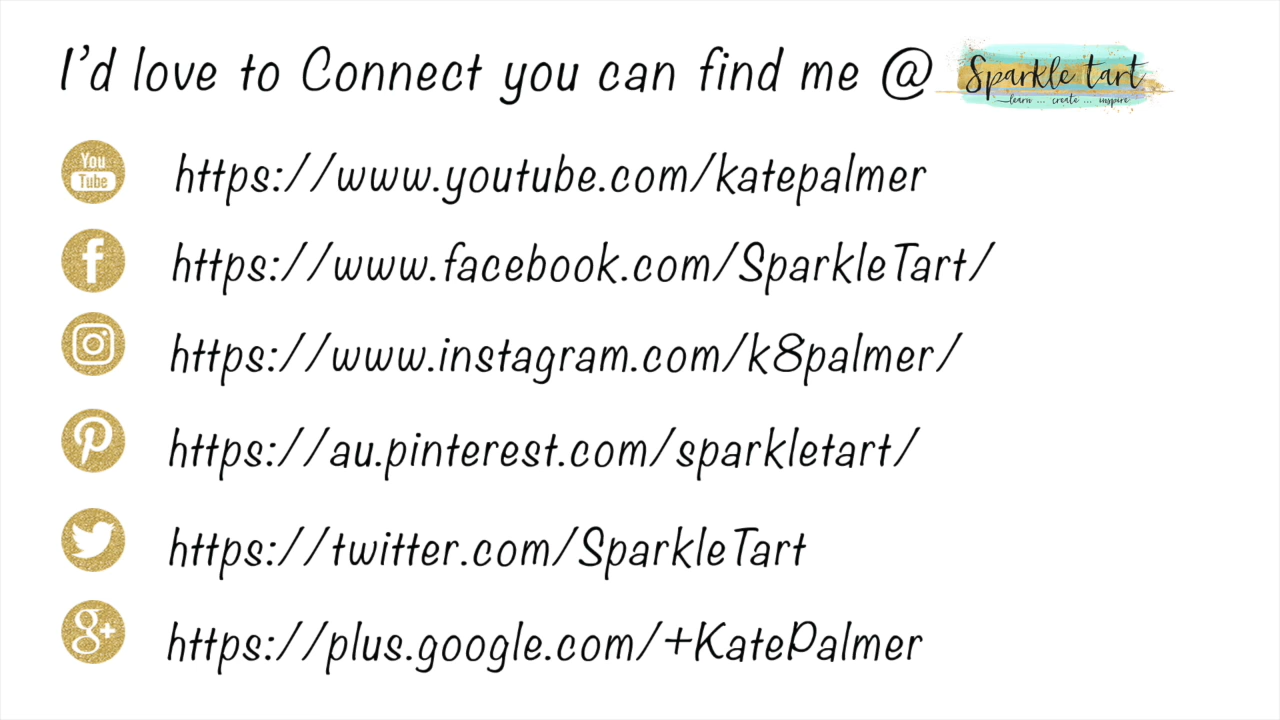 I'd love to Connect you can find me @ Sparkle tart
learn ... create ... inspire
You
Tube
https://www.youtube.com/katepalmer
f
https://www.facebook.com/SparkleTart/
https://www.instagram.com/k8palmer/
https://au.pinterest.com/sparkletart/
https://twitter.com/SparkleTart
g+
https://plus.google.com/+KatePalmer